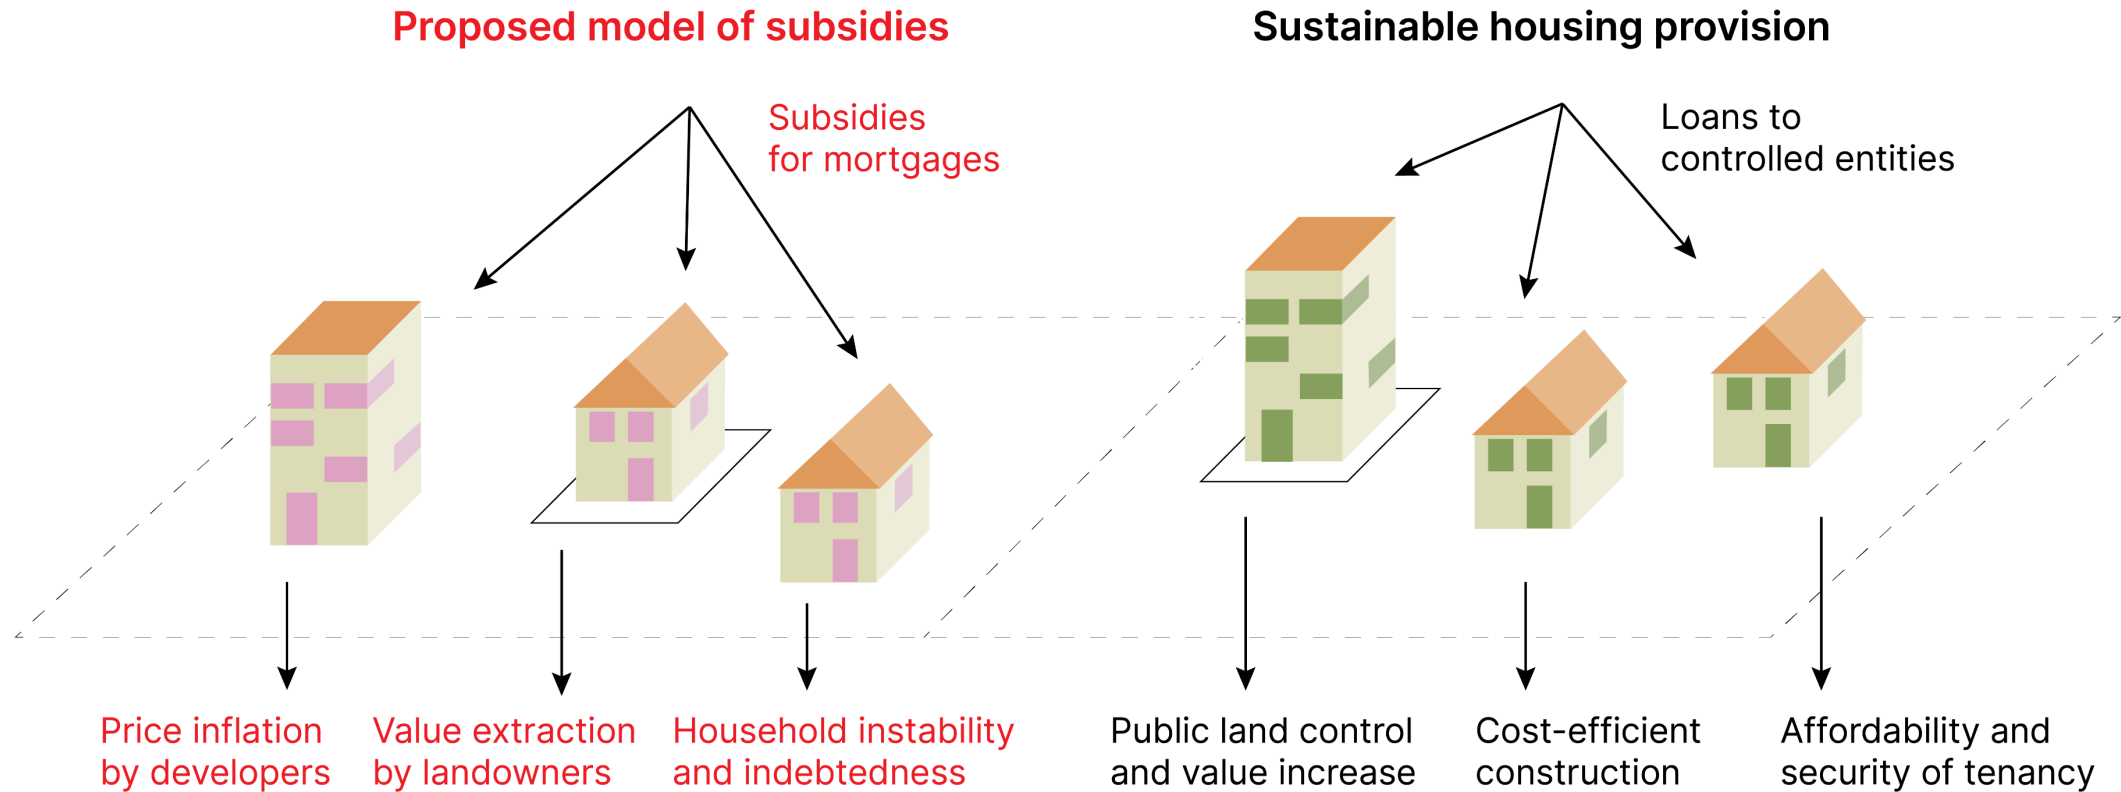 Proposed model of subsidies
Subsidies
for mortgages
Price inflation
by developers
Value extraction
by landowners
Household instability
and indebtedness
Sustainable housing provision
Loans to
controlled entities
Public land control
and value increase
Cost-efficient
construction
Affordability and
security of tenancy